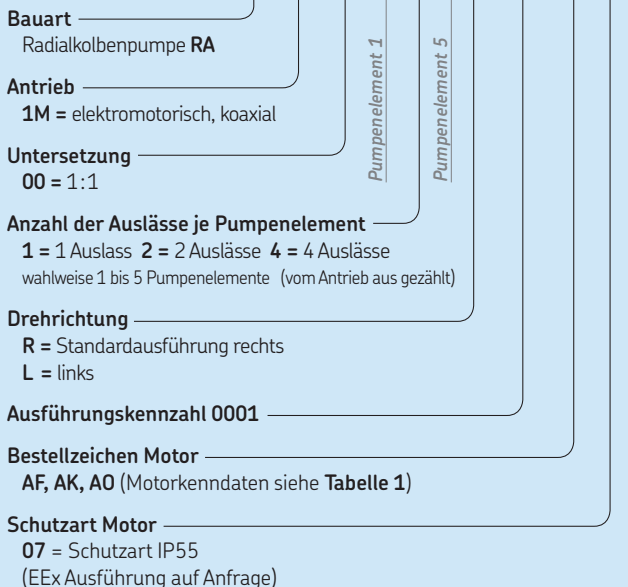 Bauart
Radialkolbenpumpe RA
Antrieb
1M = elektromotorisch, koaxial
Untersetzung
00 = 1:1
Pumpenelement 1
Pumpenelement 5
Anzahl der Auslässe je Pumpenelement
1 = 1 Auslass 2 = 2 Auslässe 4 = 4 Auslässe
wahlweise 1 bis 5 Pumpenelemente (vom Antrieb aus gezählt)
Drehrichtung
R = Standardausführung rechts
L = links
Ausführungskennzahl 0001
Bestellzeichen Motor
AF, AK, AO (Motorkenndaten siehe Tabelle 1)
Schutzart Motor
07 = Schutzart IP55
(EEx Ausführung auf Anfrage)